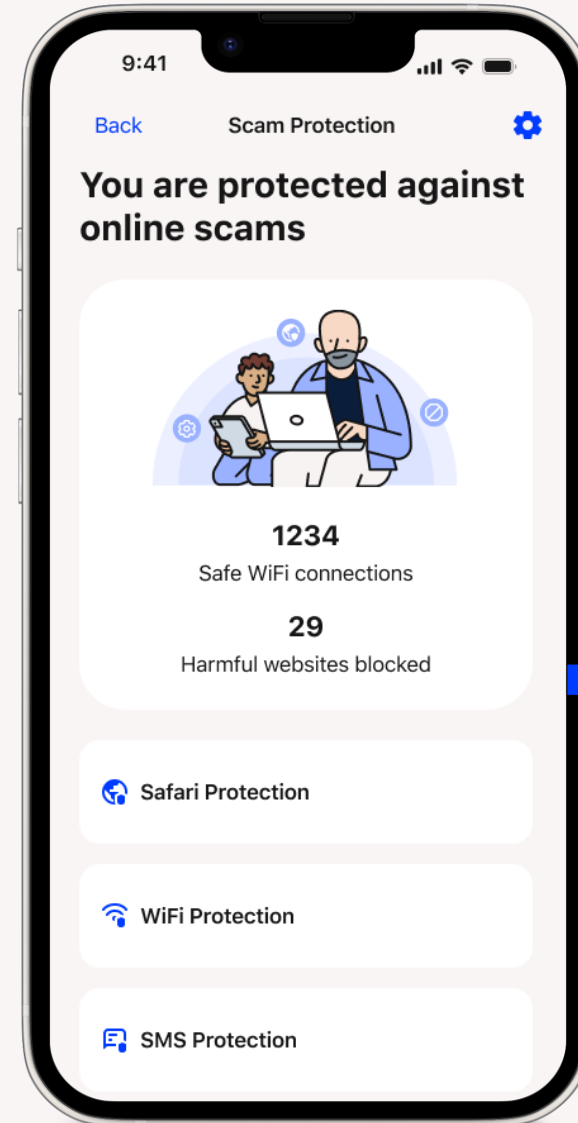 9:41
Back
Scam Protection
You are protected against
online scams
1234
Safe WiFi connections
29
Harmful websites blocked
Safari Protection
WiFi Protection
SMS Protection